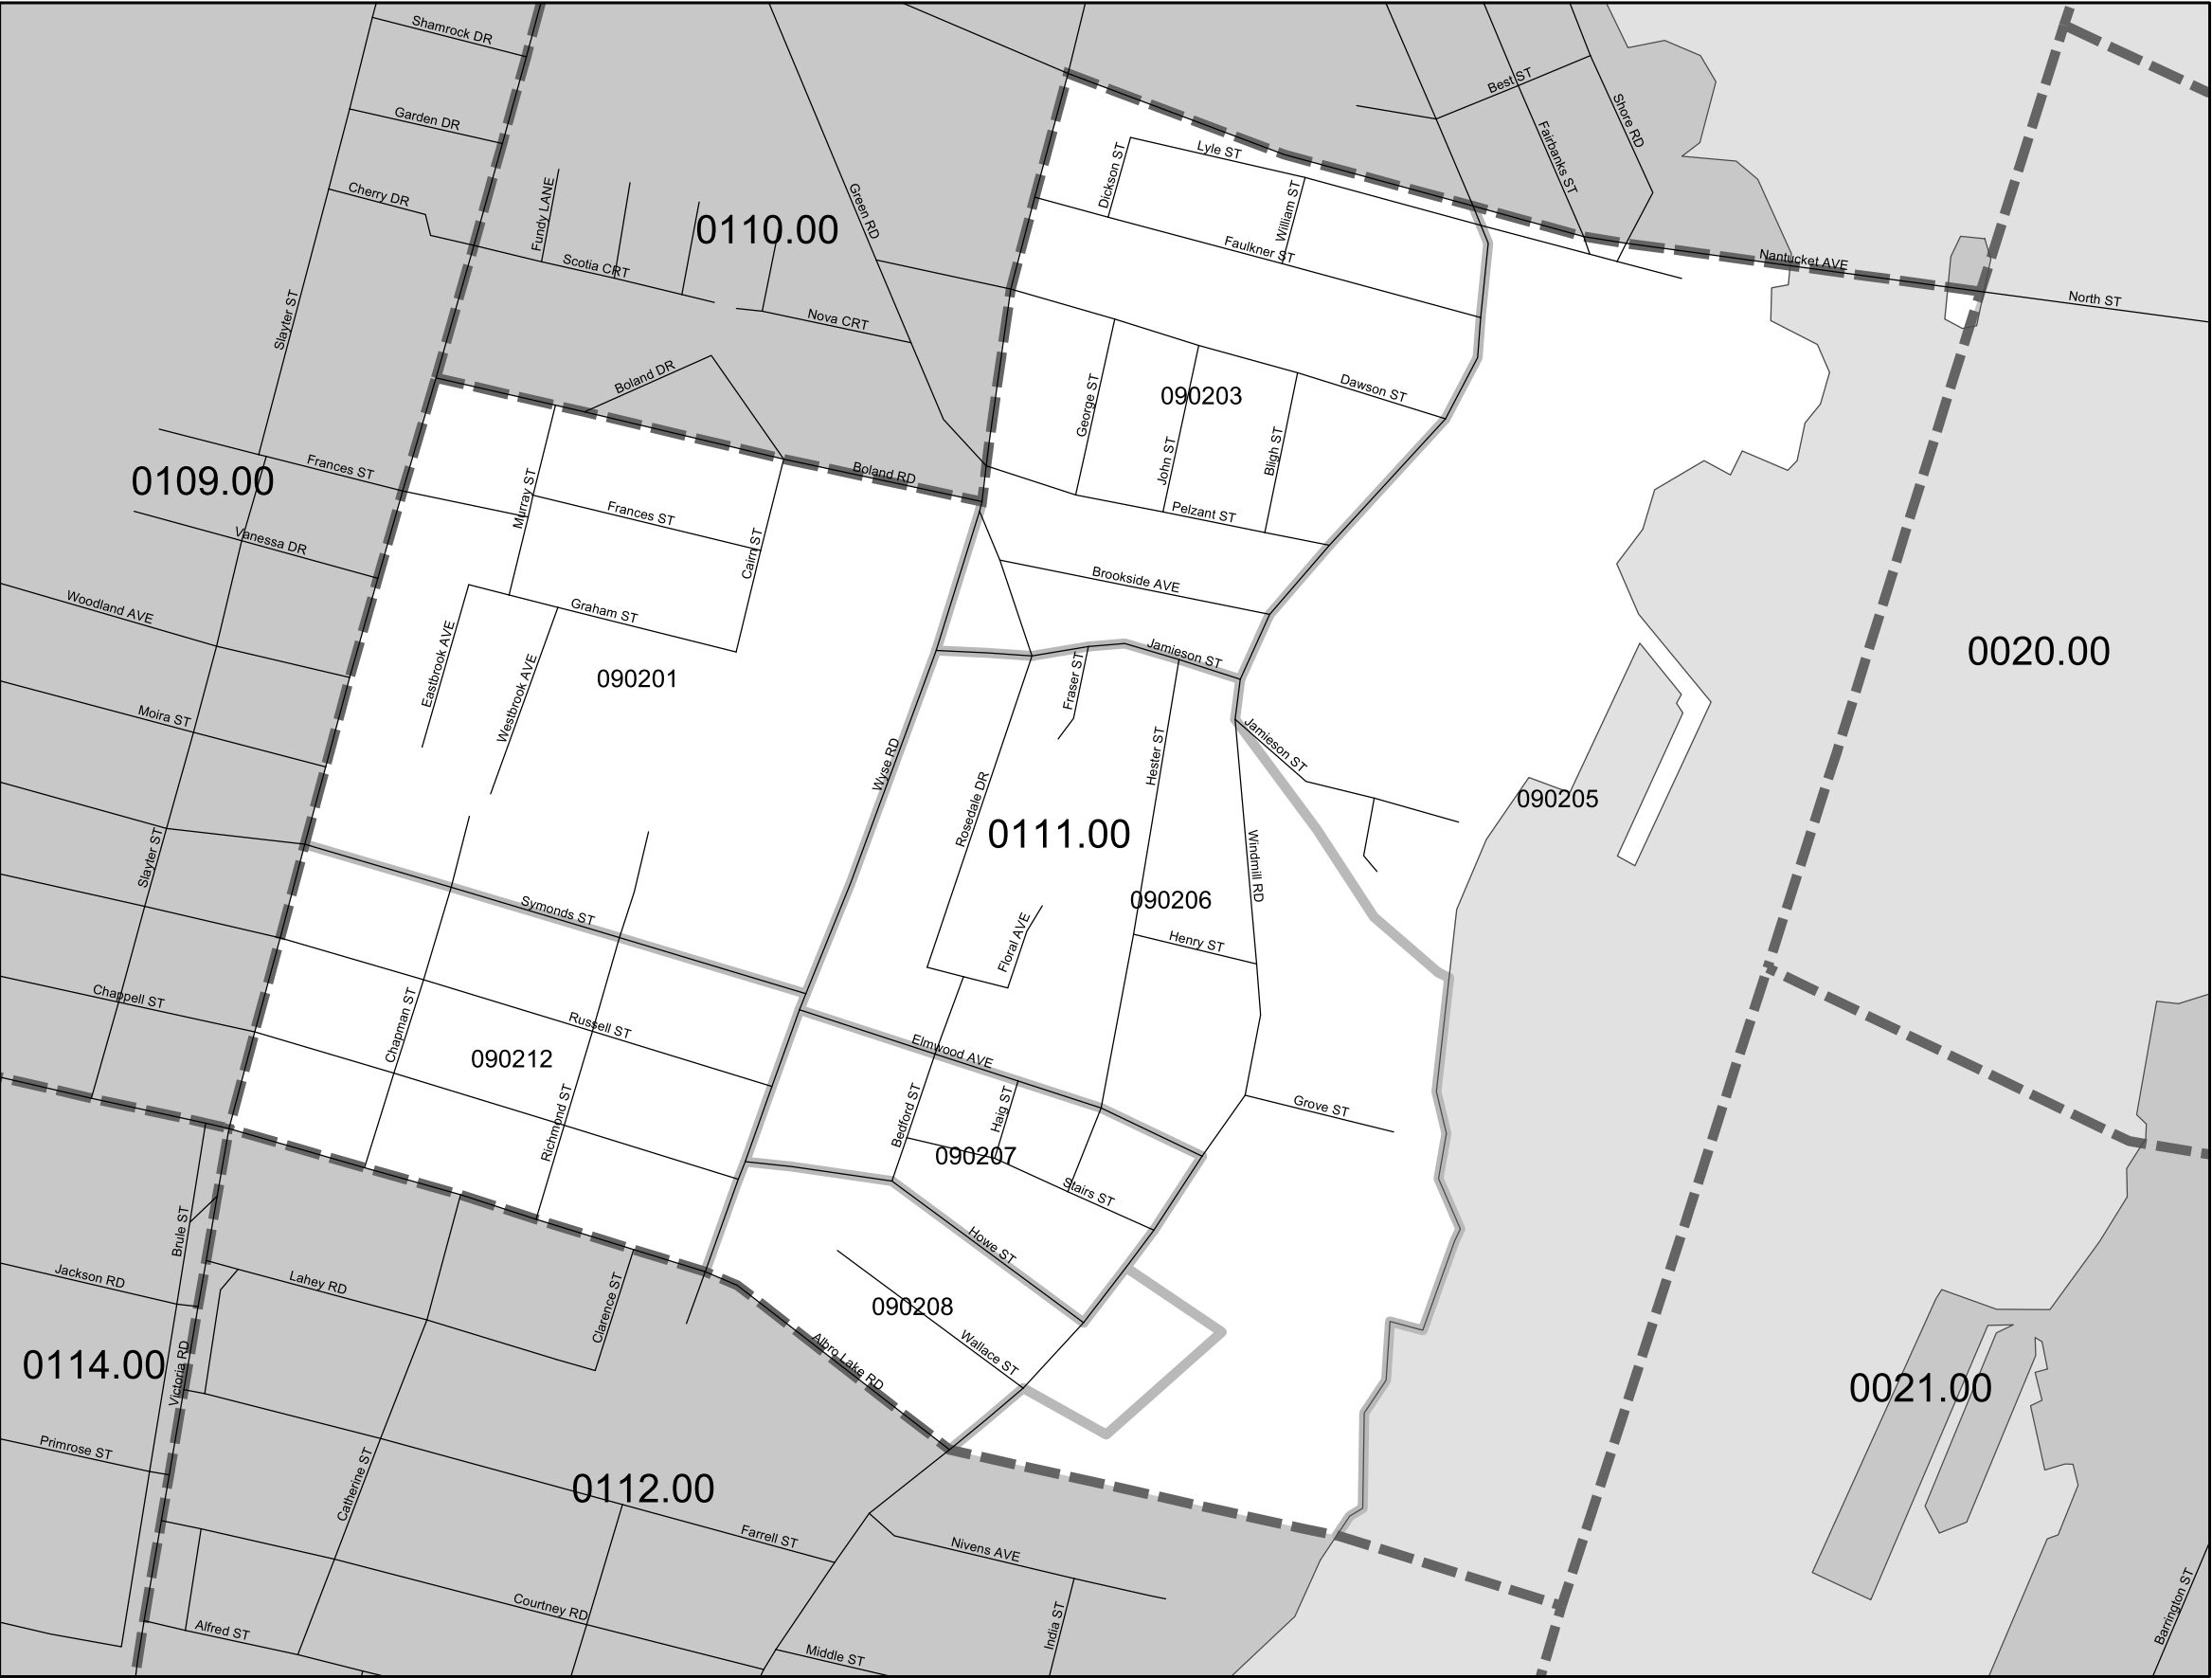 Shamrock DR
Best ST
Shore RD
Garden DR
Fairbanks ST
Lyle ST
Dickson ST
Cherry DR
Fundy LANE
Green RD
William ST
0110.00
Faulkner ST
Scotia CRT
Nantucket AVE
North ST
Slayter ST
Nova CRT
Boland DR
George ST
090203
Dawson ST
John ST
Bligh ST
0109.00
Frances ST
Boland RD
Murray ST
Frances ST
Pelzant ST
Vanessa DR
Cairn ST
Brookside AVE
Woodland AVE
Graham ST
Eastbrook AVE
Westbrook AVE
090201
Jamieson ST
Fraser ST
0020.00
Moira ST
Jamieson ST
Hester ST
Wyse RD
Rosedale DR
090205
0111.00
Windmill RD
Slayter ST
090206
Symonds ST
Floral AVE
Henry ST
Chappell ST
Chapman ST
Russell ST
090212
Elmwood AVE
Richmond ST
Bedford ST
Haig ST
Grove ST
090207
Stairs ST
Brule ST
Howe ST
Jackson RD
Lahey RD
Clarence ST
090208
Wallace ST
Albro Lake RD
0114.00
Victoria RD
0021.00
Primrose ST
Catherine ST
0112.00
Farrell ST
Nivens AVE
Courtney RD
India ST
Alfred ST
Middle ST
Barrington ST